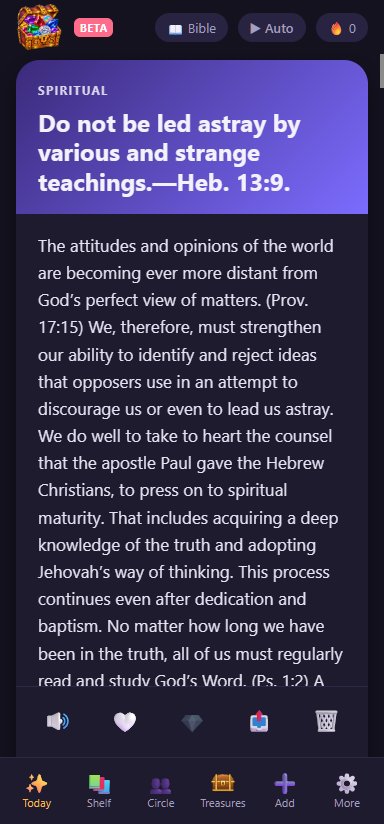 BETA
Bible
Auto
0
SPIRITUAL
Do not be led astray by
various and strange
teachings.—Heb. 13:9.
The attitudes and opinions of the world
are becoming ever more distant from
God’s perfect view of matters. (Prov.
17:15) We, therefore, must strengthen
our ability to identify and reject ideas
that opposers use in an attempt to
discourage us or even to lead us astray.
We do well to take to heart the counsel
that the apostle Paul gave the Hebrew
Christians, to press on to spiritual
maturity. That includes acquiring a deep
knowledge of the truth and adopting
Jehovah’s way of thinking. This process
continues even after dedication and
baptism. No matter how long we have
been in the truth, all of us must regularly
read and study God’s Word. (Ps. 1:2) A
Today
Shelf
Circle
Treasures
Add
More